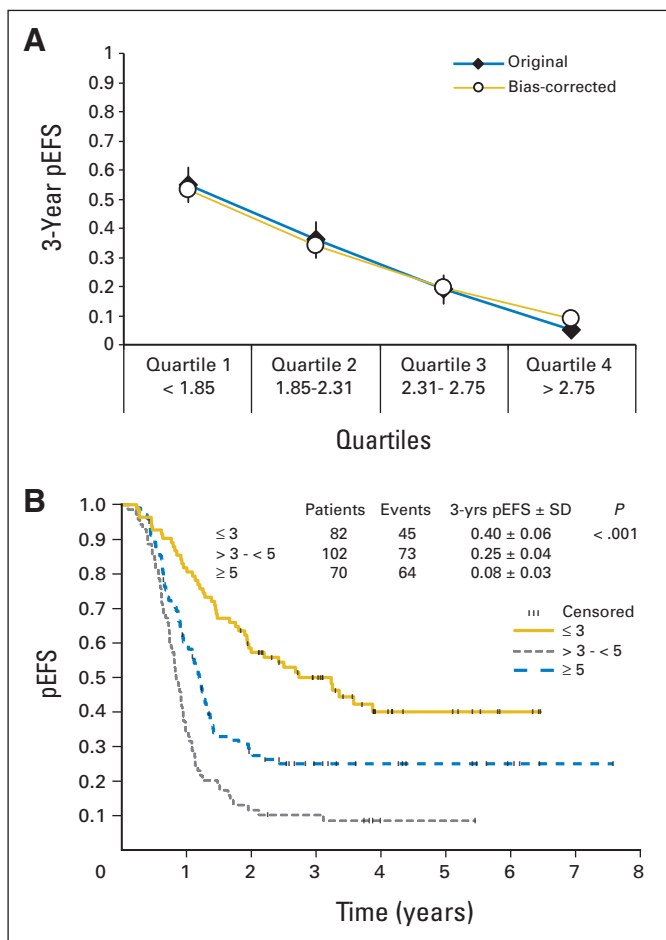 A
1
0.9
0.8
0.7
0.6
0.5
0.4
0.3
0.2
0.1
0
3-Year pEFS
Original
Bias-corrected
Quartile 1 Quartile 2 Quartile 3 Quartile 4
< 1.85 1.85-2.31 2.31- 2.75 > 2.75
Quartiles
B
1.0
0.9
0.8
0.7
0.6
0.5
0.4
0.3
0.2
0.1
pEFS
Patients Events 3-yrs pEFS ± SD P
≤ 3 82 45 0.40 ± 0.06 < .001
> 3 - < 5 102 73 0.25 ± 0.04
≥ 5 70 64 0.08 ± 0.03
Censored
≤ 3
> 3 - < 5
≥ 5
0 1 2 3 4 5 6 7 8
Time (years)